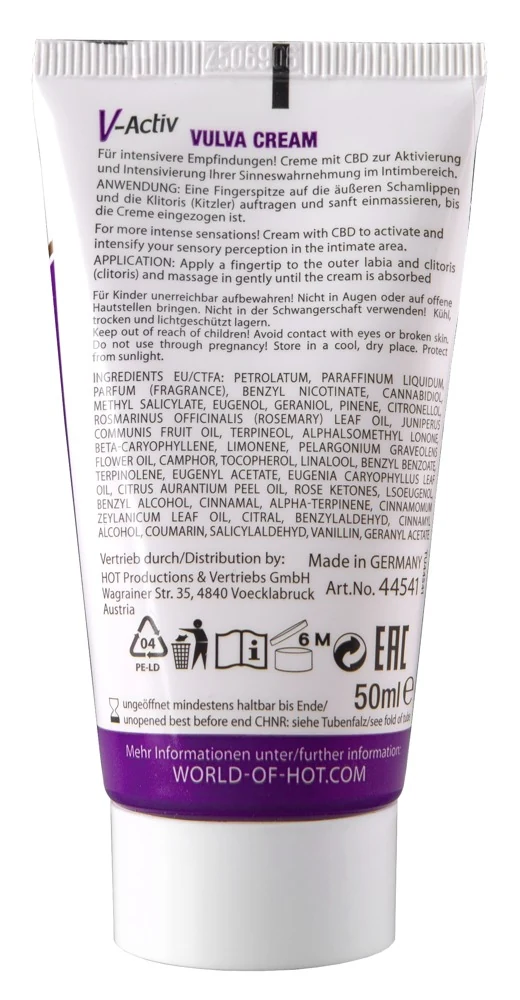 2506908
V-Activ VULVA CREAM
Für intensivere Empfindungen! Creme mit CBD zur Aktivierung
und Intensivierung Ihrer Sinneswahrnehmung im Intimbereich.
ANWENDUNG: Eine Fingerspitze auf die äußeren Schamlippen
und die Klitoris (Kitzler) auftragen und sanft einmassieren, bis
die Creme eingezogen ist.
For more intense sensations! Cream with CBD to activate and
intensify your sensory perception in the intimate area.
APPLICATION: Apply a fingertip to the outer labia and clitoris
(clitoris) and massage in gently until the cream is absorbed
Für Kinder unerreichbar aufbewahren! Nicht in Augen oder auf offene
Hautstellen bringen. Nicht in der Schwangerschaft verwenden! Kühl,
trocken und lichtgeschützt lagern.
Keep out of reach of children! Avoid contact with eyes or broken skin.
Do not use through pregnancy! Store in a cool, dry place. Protect
from sunlight.
INGREDIENTS EU/CTFA: PETROLATUM, PARAFFINUM LIQUIDUM,
PARFUM (FRAGRANCE), BENZYL NICOTINATE, CANNABIDIOL,
METHYL SALICYLATE, EUGENOL, GERANIOL, PINENE, CITRONELLOL,
ROSMARINUS OFFICINALIS (ROSEMARY) LEAF OIL, JUNIPERUS
COMMUNIS FRUIT OIL, TERPINEOL, ALPHALSOMETHYL LONONE,
BETA-CARYOPHYLLENE, LIMONENE, PELARGONIUM GRAVEOLENS
FLOWER OIL, CAMPHOR, TOCOPHEROL, LINALOOL, BENZYL BENZOATE,
TERPINOLENE, EUGENYL ACETATE, EUGENIA CARYOPHYLLUS LEAF
OIL, CITRUS AURANTIUM PEEL OIL, ROSE KETONES, LSOEUGENOL,
BENZYL ALCOHOL, CINNAMAL, ALPHA-TERPINENE, CINNAMOMUM
ZEYLANICUM LEAF OIL, CITRAL, BENZYLALDEHYD, CINNAMYL
ALCOHOL, COUMARIN, SALICYLALDEHYD, VANILLIN, GERANYL ACETATE
Vertrieb durch/Distribution by: Made in GERMANY
HOT Productions & Vertriebs GmbH
Wagrainer Str. 35, 4840 Voecklabruck Art.No. 44541
Austria
04
PE-LD
i
6 M
EAC
50ml e
ungeöffnet mindestens haltbar bis Ende/
unopened best before end CHNR: siehe Tubenfalz/see fold of tube
Mehr Informationen unter/further information:
WORLD-OF-HOT.COM